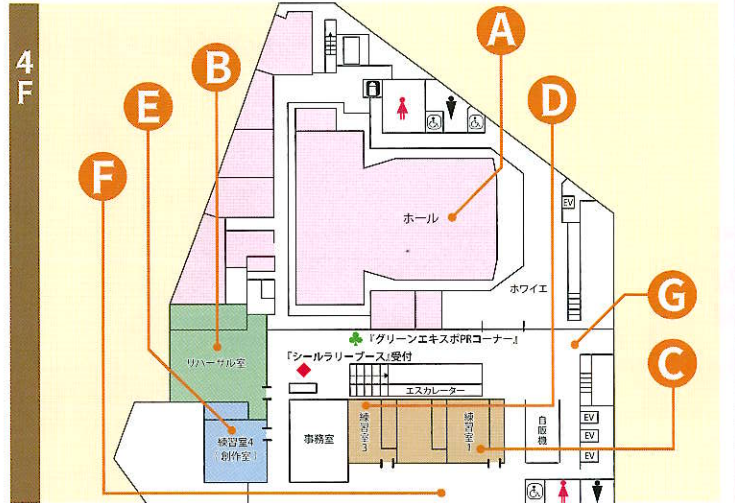 4
F
A
B
D
E
F
ホール
EV
ホワイエ
G
『グリーンエキスポPRコーナー』
『シールラリーブース』受付
リハーサル室
C
エスカレーター
練習室3
練習室1
自販機
EV
EV
EV
事務室
練習室4
(創作室)